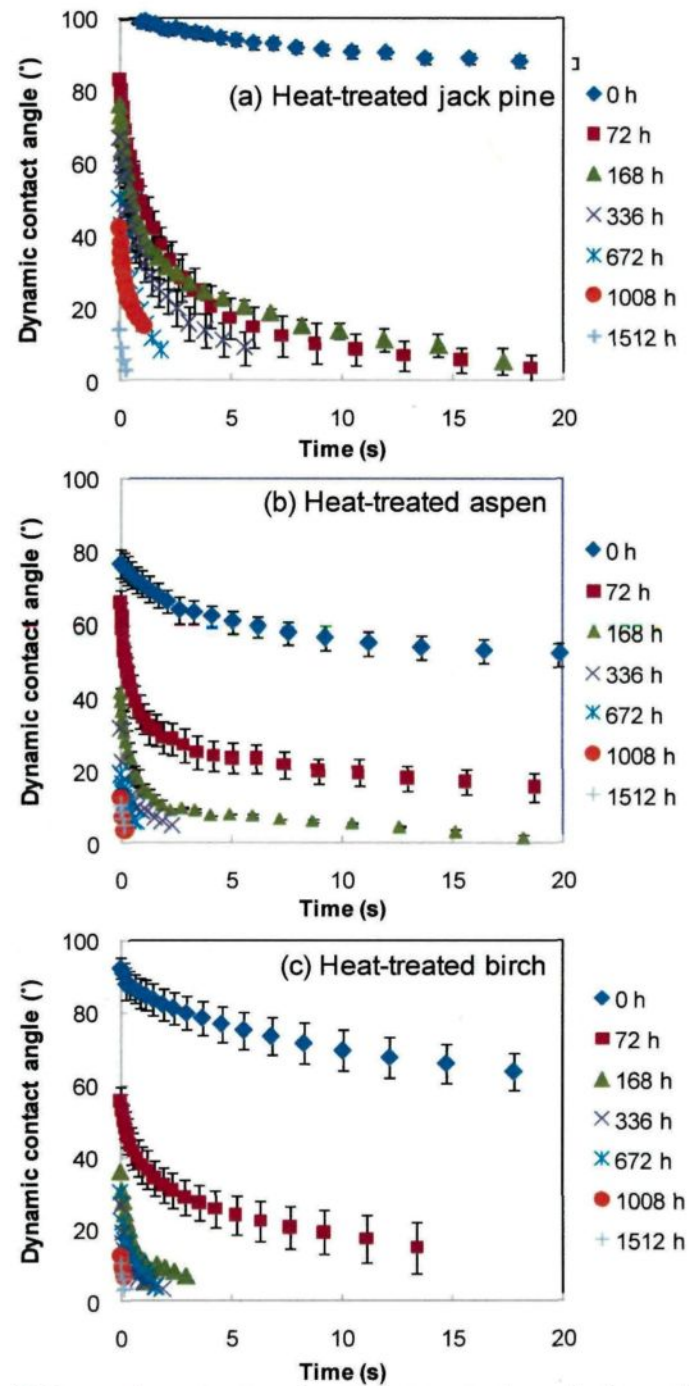 Dynamic contact angle (°)
100
80
60
40
20
0
(a) Heat-treated jack pine
0 h
72 h
168 h
336 h
672 h
1008 h
1512 h
0 5 10 15 20
Time (s)
Dynamic contact angle (°)
100
80
60
40
20
0
(b) Heat-treated aspen
0 h
72 h
168 h
336 h
672 h
1008 h
1512 h
0 5 10 15 20
Time (s)
Dynamic contact angle (°)
100
80
60
40
20
0
(c) Heat-treated birch
0 h
72 h
168 h
336 h
672 h
1008 h
1512 h
0 5 10 15 20
Time (s)